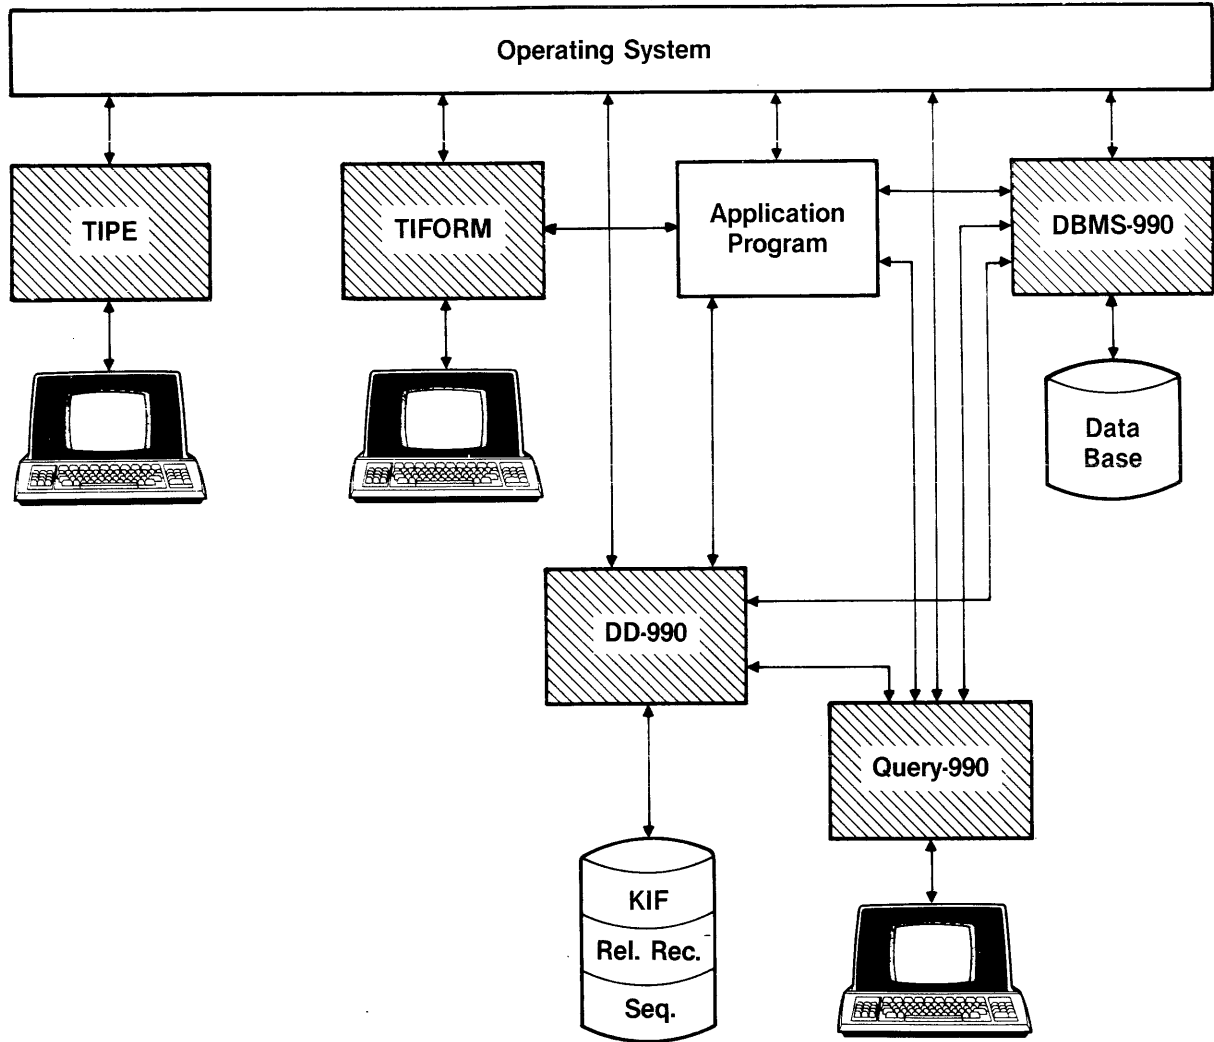 Operating System
TIPE
TIFORM
Application
Program
DBMS-990
Data
Base
DD-990
Query-990
KIF
Rel. Rec.
Seq.